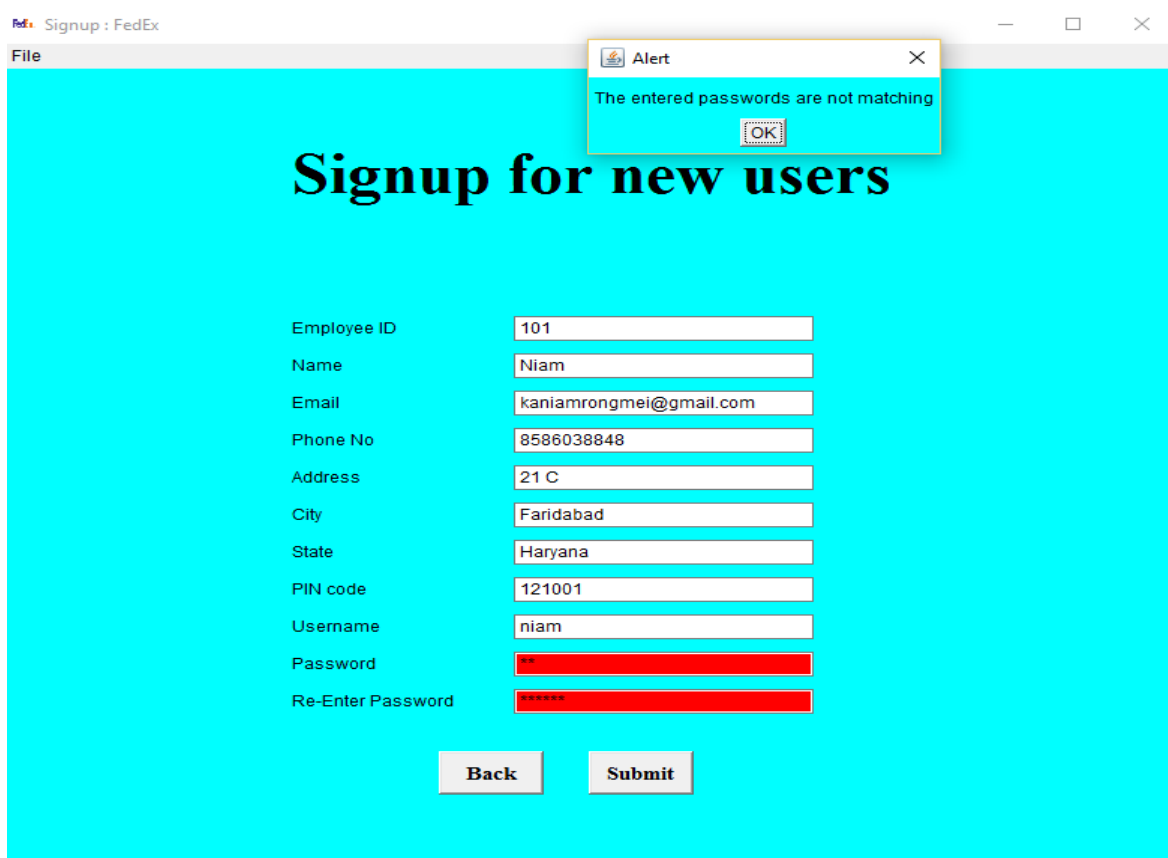 FedEx Signup : FedEx
File
Alert
The entered passwords are not matching
OK
Signup for new users
Employee ID 101
Name Niam
Email kaniamrongmei@gmail.com
Phone No 8586038848
Address 21 C
City Faridabad
State Haryana
PIN code 121001
Username niam
Password **
Re-Enter Password ******
Back Submit